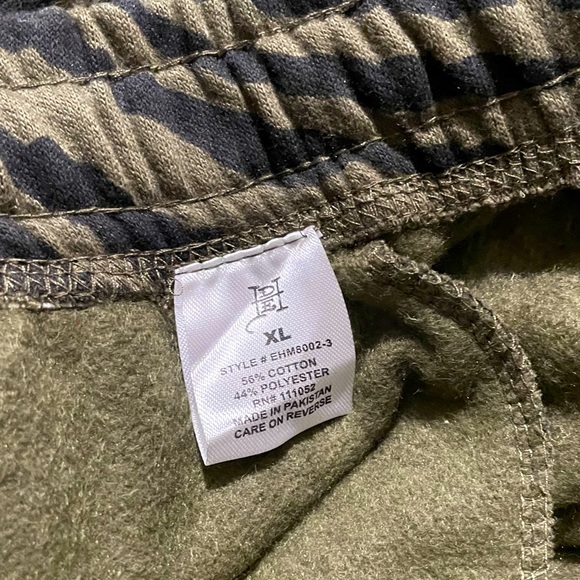 XL
STYLE # EHM8002-3
56% COTTON
44% POLYESTER
RN# 111052
MADE IN PAKISTAN
CARE ON REVERSE